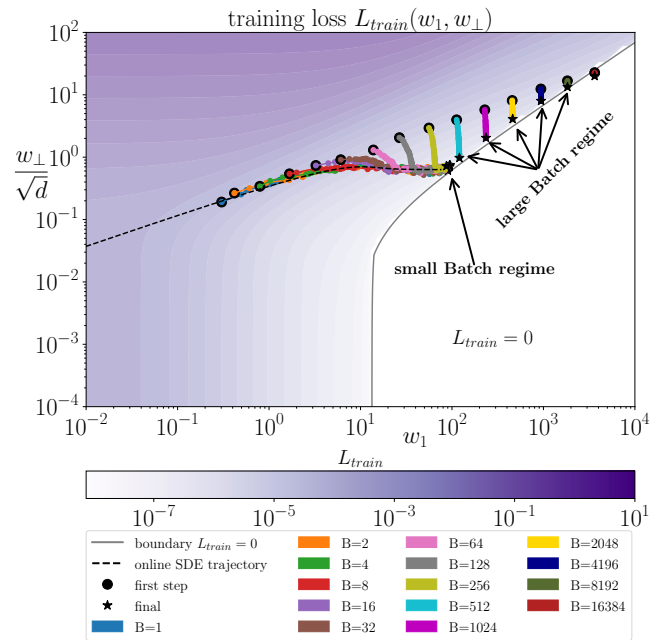 training loss L_train(w_1, w_⊥)
10^2
10^1
10^0
10^{-1}
10^{-2}
10^{-3}
10^{-4}
w_⊥/√d
large Batch regime
small Batch regime
L_train = 0
10^{-2} 10^{-1} 10^0 10^1 10^2 10^3 10^4
w_1
L_train
10^{-7} 10^{-5} 10^{-3} 10^{-1} 10^1
boundary L_train = 0
online SDE trajectory
first step
final
B=1
B=2
B=4
B=8
B=16
B=32
B=64
B=128
B=256
B=512
B=1024
B=2048
B=4196
B=8192
B=16384